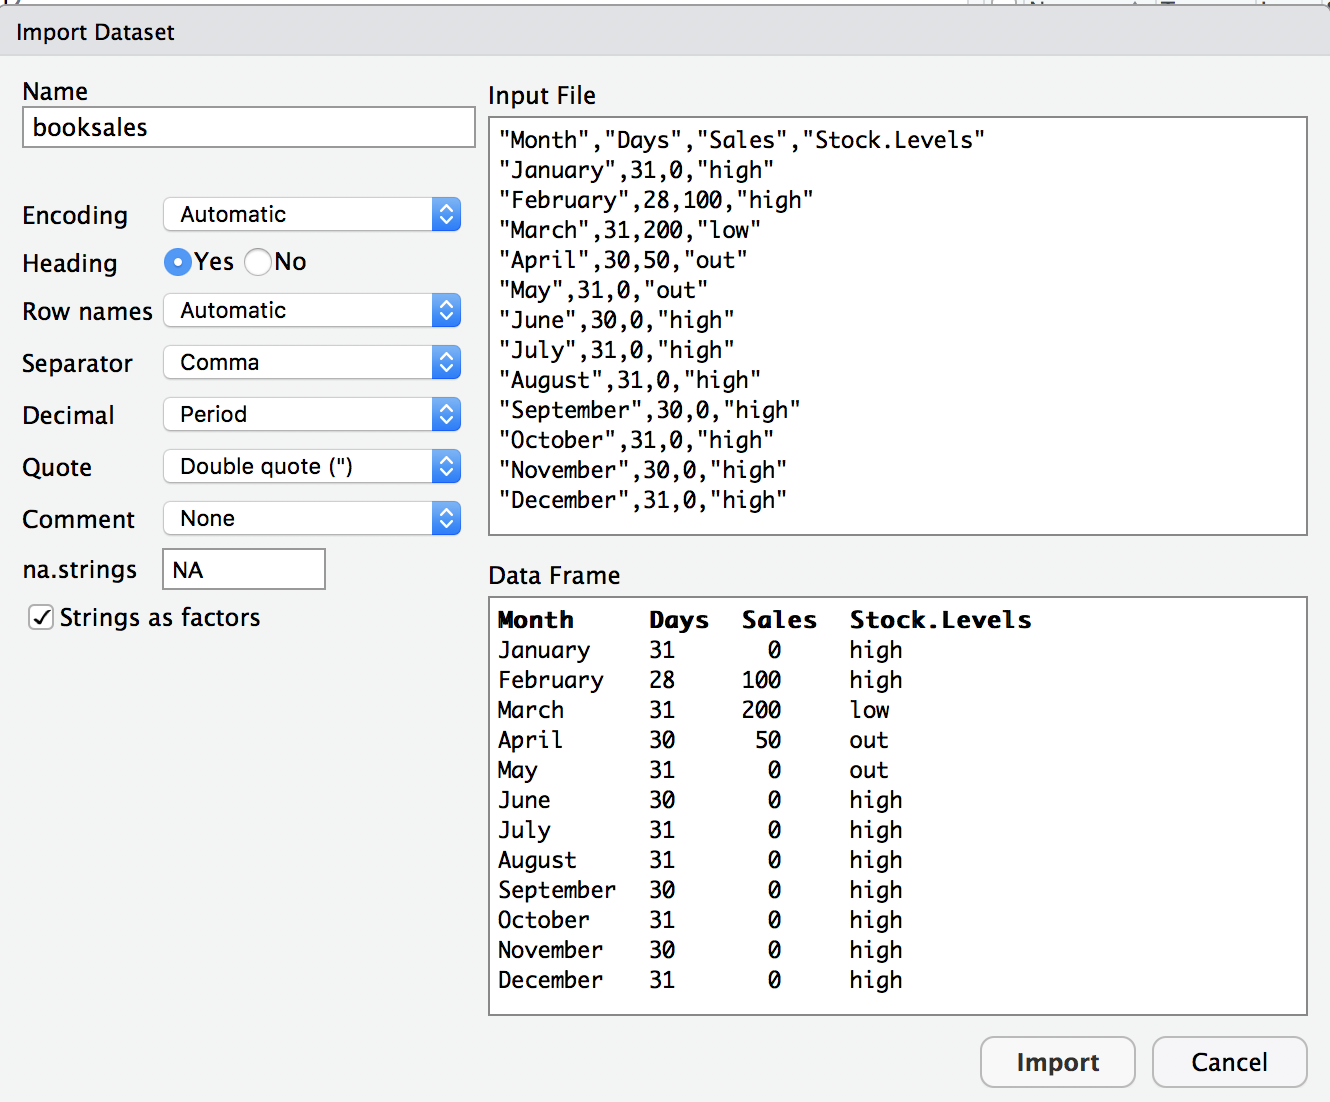 Import Dataset
Name
booksales
Encoding Automatic
Heading Yes No
Row names Automatic
Separator Comma
Decimal Period
Quote Double quote (")
Comment None
na.strings NA
Strings as factors
Input File
"Month","Days","Sales","Stock.Levels"
"January",31,0,"high"
"February",28,100,"high"
"March",31,200,"low"
"April",30,50,"out"
"May",31,0,"out"
"June",30,0,"high"
"July",31,0,"high"
"August",31,0,"high"
"September",30,0,"high"
"October",31,0,"high"
"November",30,0,"high"
"December",31,0,"high"
Data Frame
Month Days Sales Stock.Levels
January 31 0 high
February 28 100 high
March 31 200 low
April 30 50 out
May 31 0 out
June 30 0 high
July 31 0 high
August 31 0 high
September 30 0 high
October 31 0 high
November 30 0 high
December 31 0 high
Import Cancel